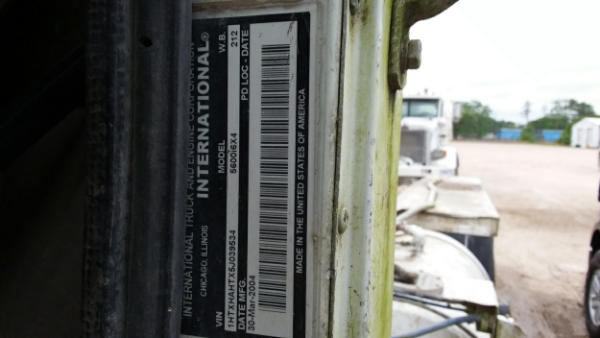 INTERNATIONAL TRUCK AND ENGINE CORPORATION
CHICAGO, ILLINOIS
INTERNATIONAL®
VIN MODEL W.B.
1HTXHAHTX5J039534 5600i6X4 212
DATE MFG PD LOC - DATE
30-Mar-2004
MADE IN THE UNITED STATES OF AMERICA